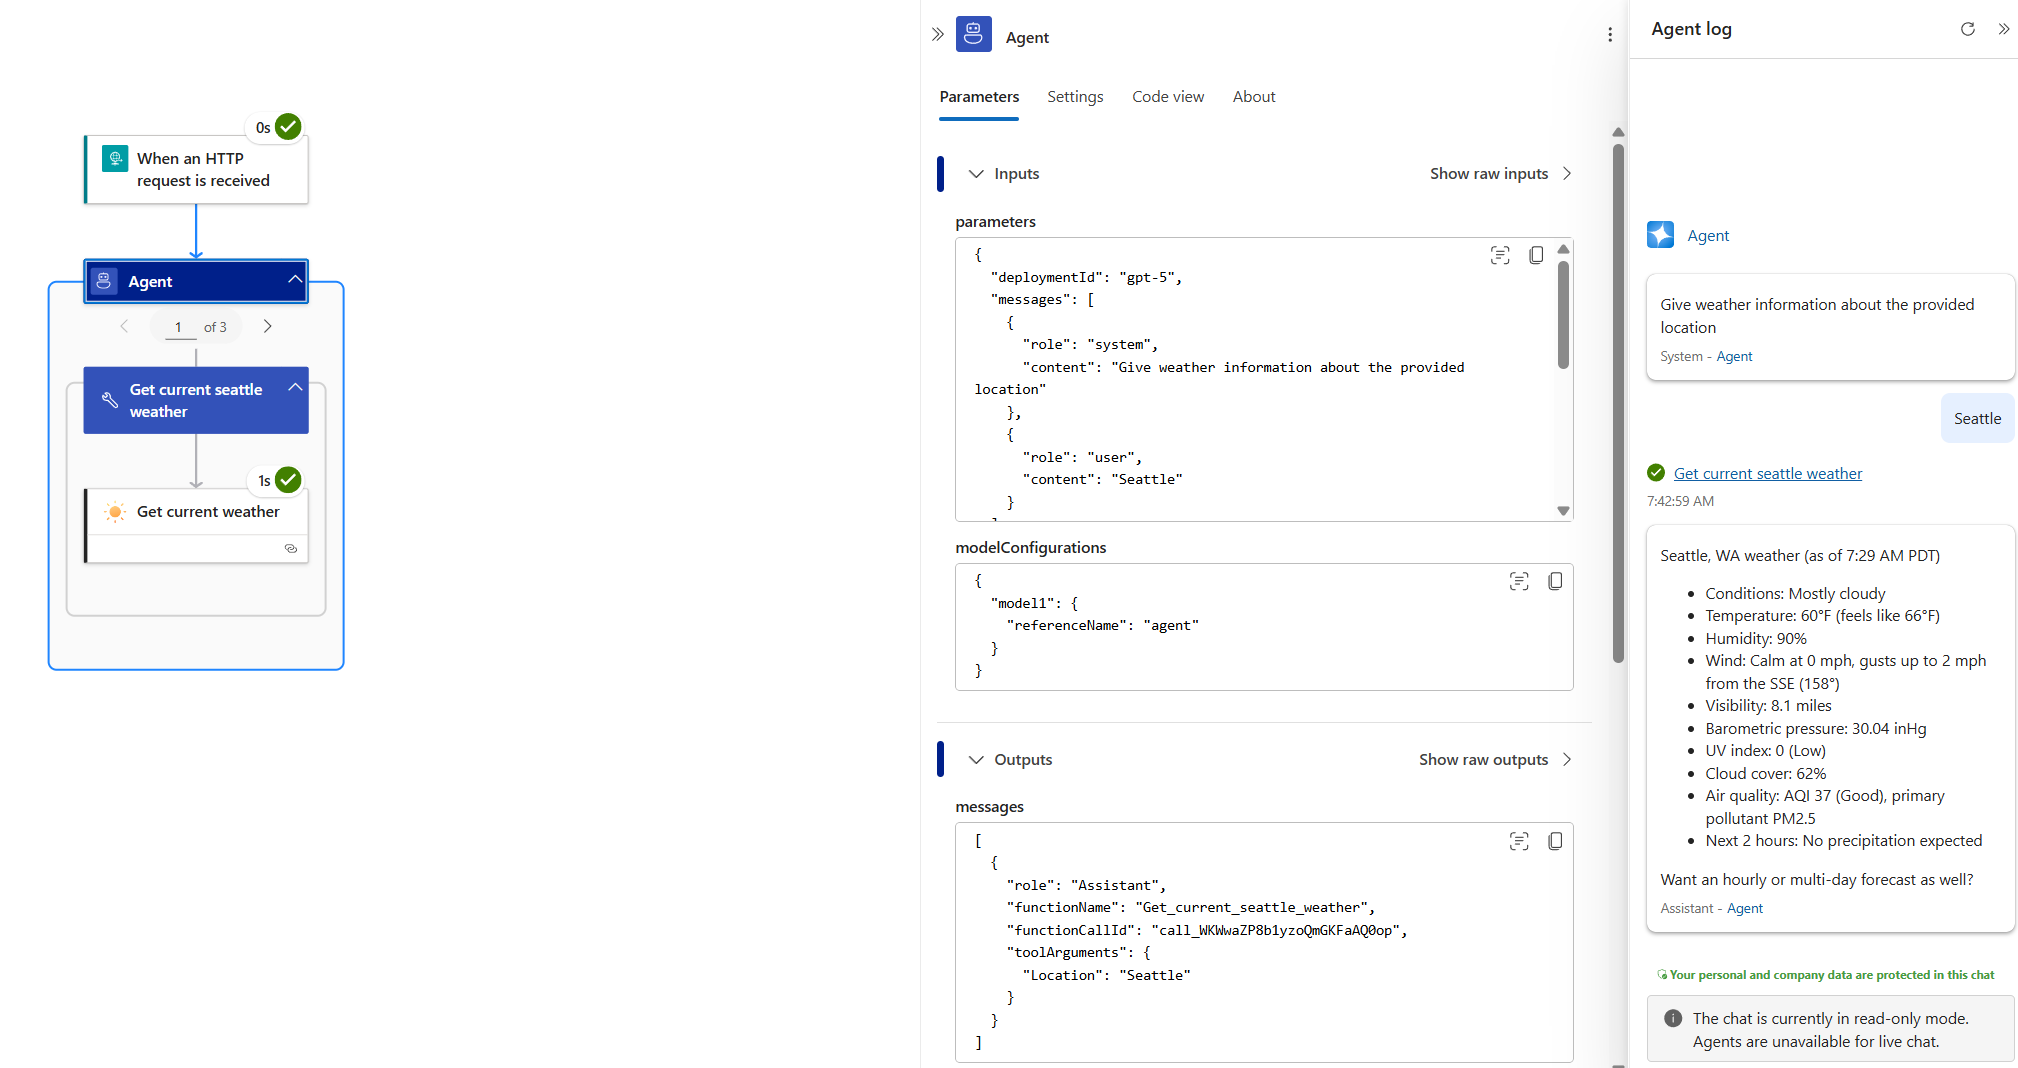 0s
When an HTTP
request is received
Agent
1 of 3
Get current seattle
weather
1s
Get current weather
Agent
Parameters Settings Code view About
Inputs Show raw inputs
parameters
{
"deploymentId": "gpt-5",
"messages": [
{
"role": "system",
"content": "Give weather information about the provided
location"
},
{
"role": "user",
"content": "Seattle"
}
modelConfigurations
{
"model1": {
"referenceName": "agent"
}
}
Outputs Show raw outputs
messages
[
{
"role": "Assistant",
"functionName": "Get_current_seattle_weather",
"functionCallId": "call_WKWwaZP8b1yzoQmGKFaAQ0op",
"toolArguments": {
"Location": "Seattle"
}
}
]
Agent log
Agent
Give weather information about the provided
location
System - Agent
Seattle
Get current seattle weather
7:42:59 AM
Seattle, WA weather (as of 7:29 AM PDT)
• Conditions: Mostly cloudy
• Temperature: 60°F (feels like 66°F)
• Humidity: 90%
• Wind: Calm at 0 mph, gusts up to 2 mph
from the SSE (158°)
• Visibility: 8.1 miles
• Barometric pressure: 30.04 inHg
• UV index: 0 (Low)
• Cloud cover: 62%
• Air quality: AQI 37 (Good), primary
pollutant PM2.5
• Next 2 hours: No precipitation expected
Want an hourly or multi-day forecast as well?
Assistant - Agent
Your personal and company data are protected in this chat
The chat is currently in read-only mode.
Agents are unavailable for live chat.